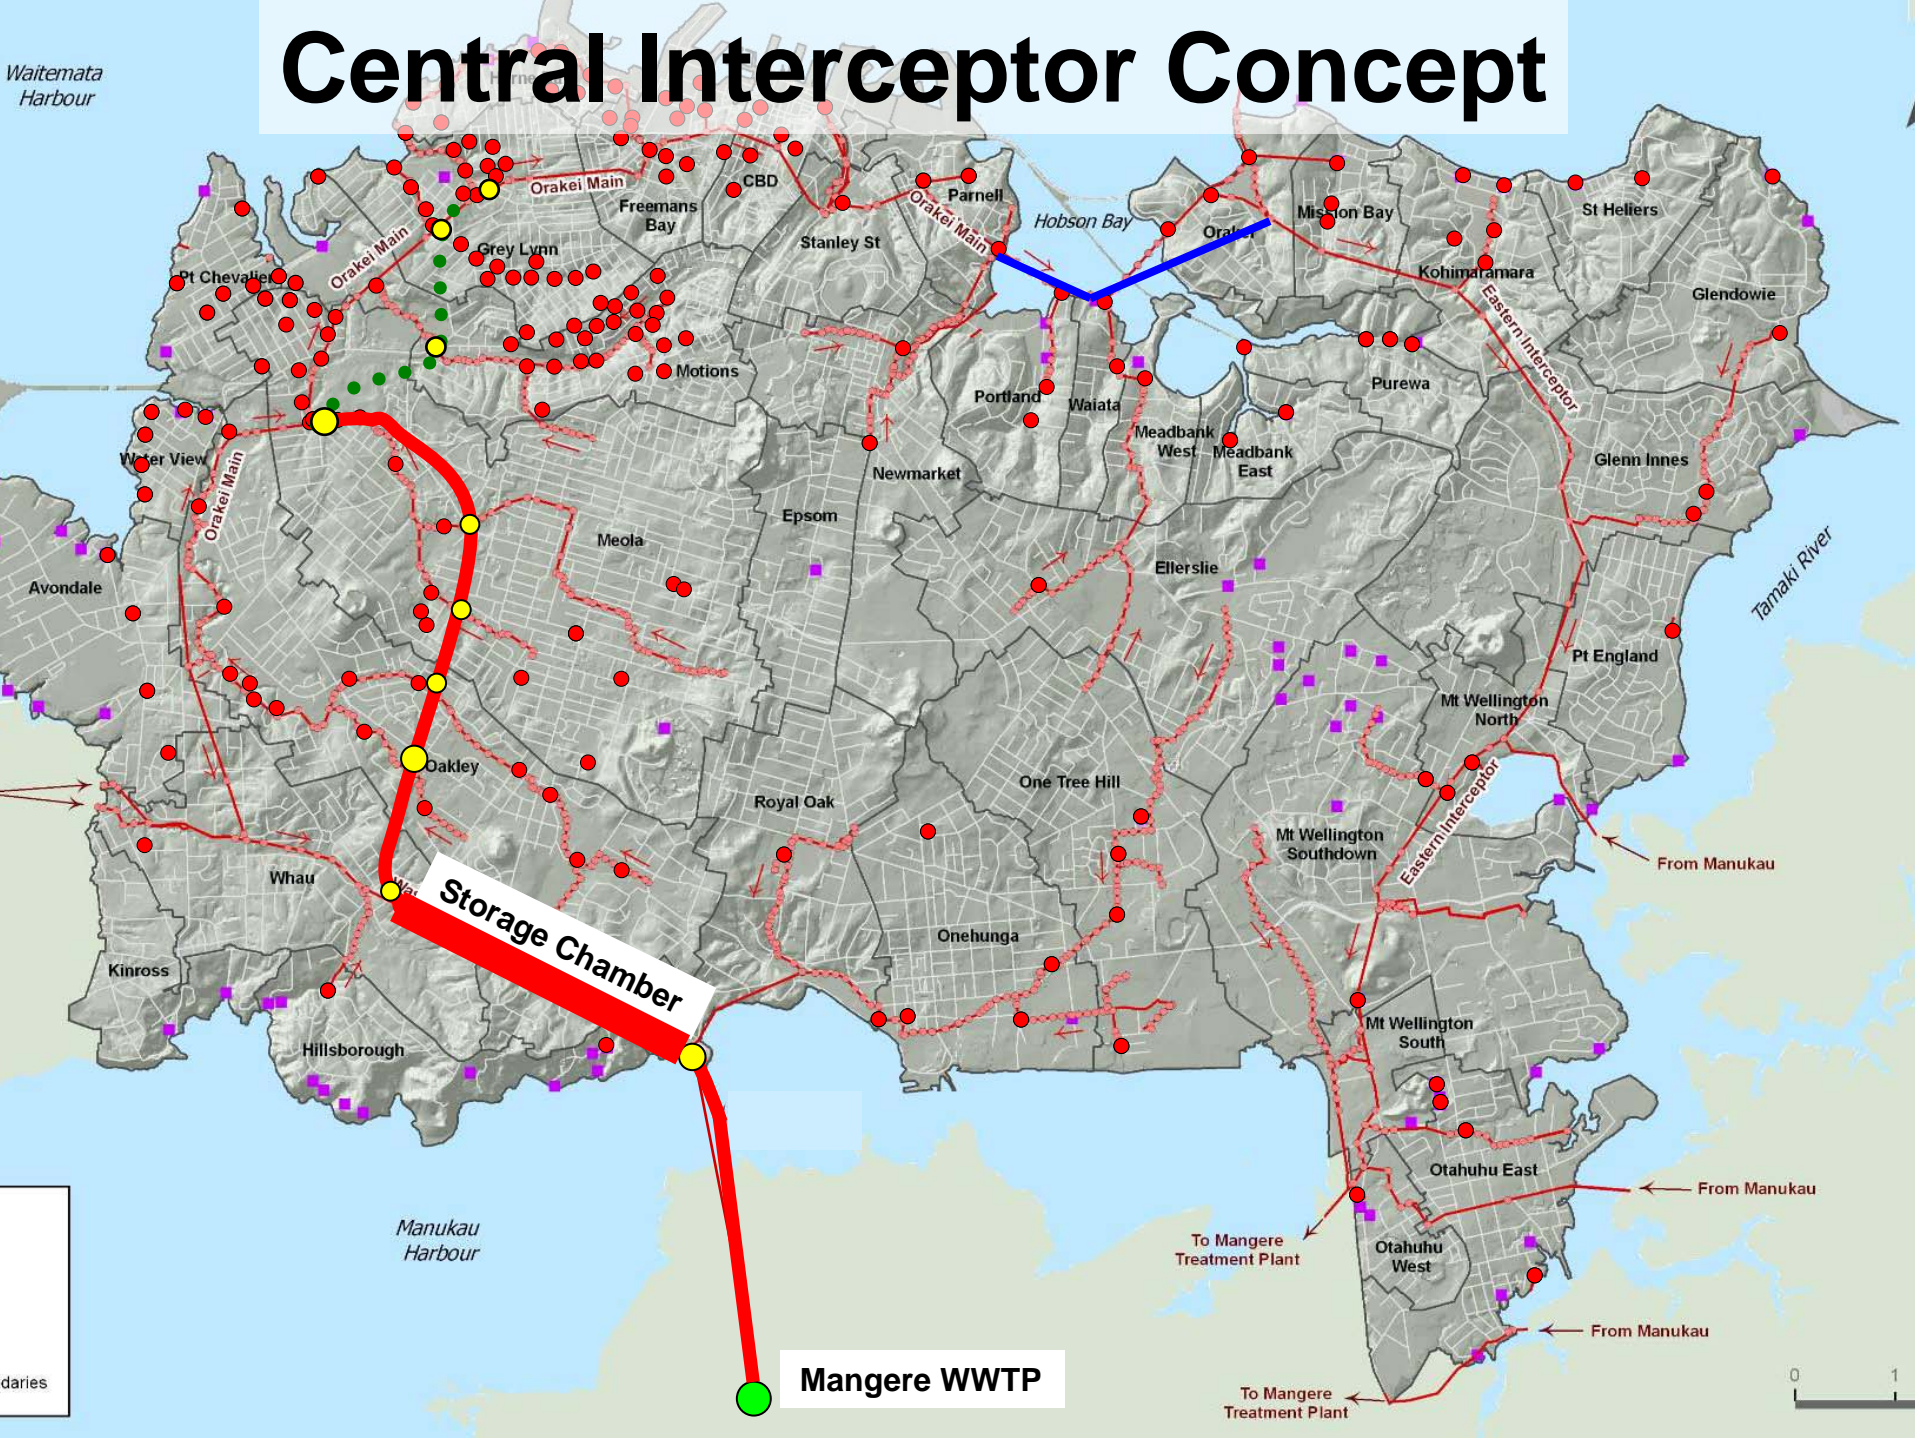 Central Interceptor Concept
Waitemata
Harbour
Orakei Main
CBD
Freemans
Bay
Parnell
Orakei Main
Hobson Bay
Mission Bay
St Heliers
Stanley St
Grey Lynn
Orakei Main
Pt Chevalier
Kohimaramara
Glendowie
Eastern Interceptor
Motions
Portland
Waiata
Purewa
Meadbank
West
Meadbank
East
Water View
Orakei Main
Newmarket
Glenn Innes
Epsom
Meola
Avondale
Ellerslie
Tamaki River
Pt England
Mt Wellington
North
Oakley
One Tree Hill
Royal Oak
Mt Wellington
Southdown
Eastern Interceptor
From Manukau
Whau
Storage Chamber
Onehunga
Kinross
Hillsborough
Mt Wellington
South
Otahuhu East
From Manukau
Manukau
Harbour
To Mangere
Treatment Plant
Otahuhu
West
From Manukau
Mangere WWTP
To Mangere
Treatment Plant
daries
0 1